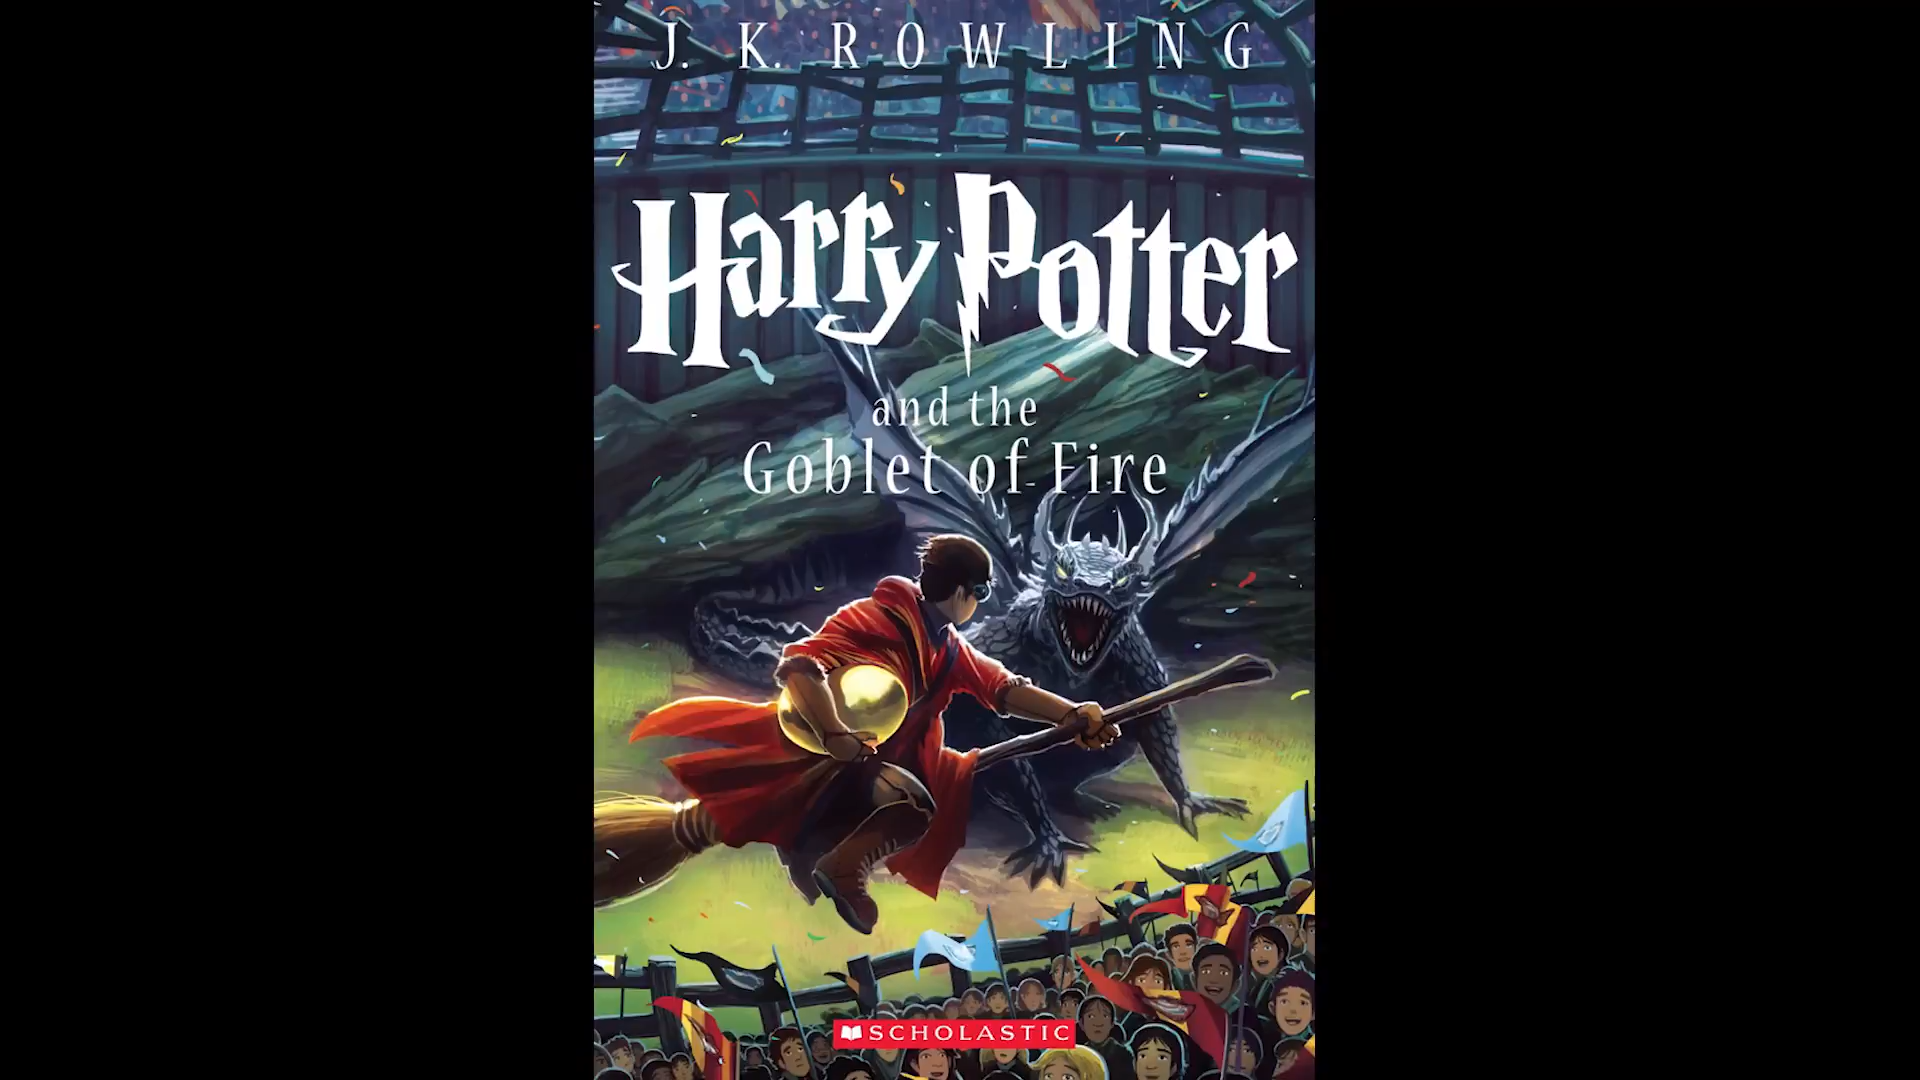 J. K. ROWLING
Harry Potter
and the
Goblet of Fire
SCHOLASTIC